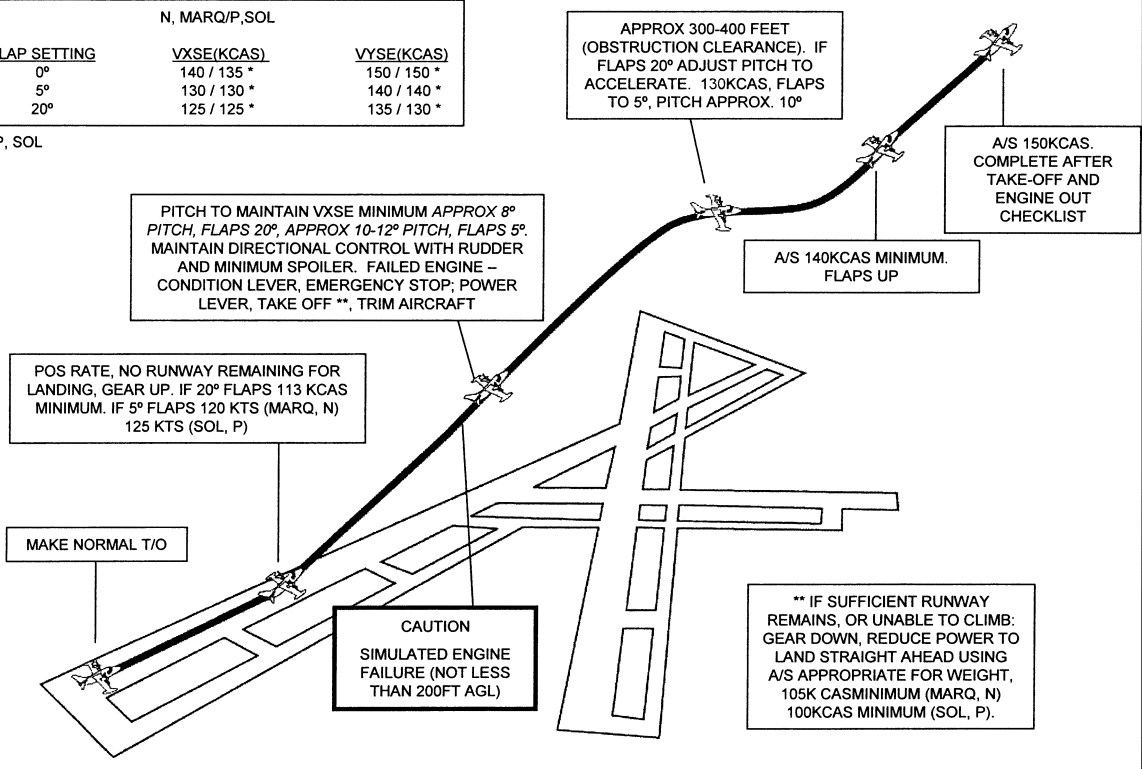 N, MARQ/P,SOL
LAP SETTING VXSE(KCAS) VYSE(KCAS)
0º 140 / 135 * 150 / 150 *
5º 130 / 130 * 140 / 140 *
20º 125 / 125 * 135 / 130 *
P, SOL
APPROX 300-400 FEET
(OBSTRUCTION CLEARANCE). IF
FLAPS 20º ADJUST PITCH TO
ACCELERATE. 130KCAS, FLAPS
TO 5º, PITCH APPROX. 10º
A/S 150KCAS.
COMPLETE AFTER
TAKE-OFF AND
ENGINE OUT
CHECKLIST
A/S 140KCAS MINIMUM.
FLAPS UP
PITCH TO MAINTAIN VXSE MINIMUM APPROX 8º
PITCH, FLAPS 20º, APPROX 10-12º PITCH, FLAPS 5º.
MAINTAIN DIRECTIONAL CONTROL WITH RUDDER
AND MINIMUM SPOILER. FAILED ENGINE –
CONDITION LEVER, EMERGENCY STOP; POWER
LEVER, TAKE OFF **, TRIM AIRCRAFT
POS RATE, NO RUNWAY REMAINING FOR
LANDING, GEAR UP. IF 20º FLAPS 113 KCAS
MINIMUM. IF 5º FLAPS 120 KTS (MARQ, N)
125 KTS (SOL, P)
MAKE NORMAL T/O
CAUTION
SIMULATED ENGINE
FAILURE (NOT LESS
THAN 200FT AGL)
** IF SUFFICIENT RUNWAY
REMAINS, OR UNABLE TO CLIMB:
GEAR DOWN, REDUCE POWER TO
LAND STRAIGHT AHEAD USING
A/S APPROPRIATE FOR WEIGHT,
105K CASMINIMUM (MARQ, N)
100KCAS MINIMUM (SOL, P).